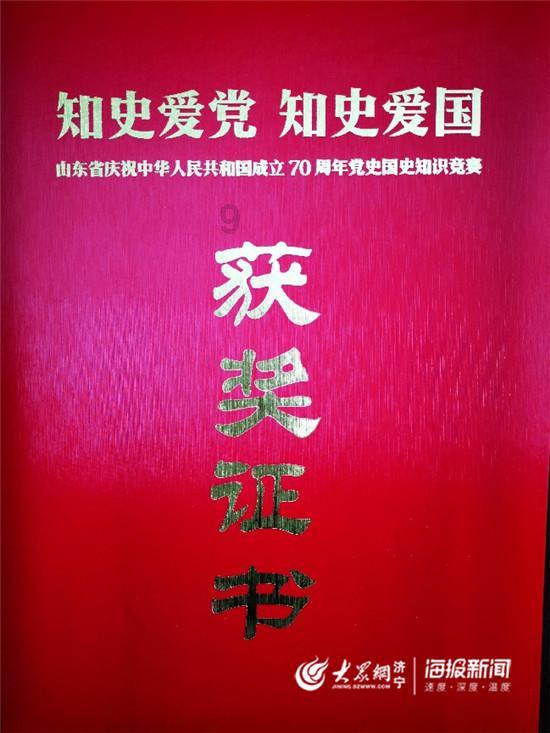 知史爱党 知史爱国
山东省庆祝中华人民共和国成立70周年党史国史知识竞赛
9
获
奖
证
书
大众網 济宁 海报新闻
JINING.DZWWW.COM 速度·深度·温度